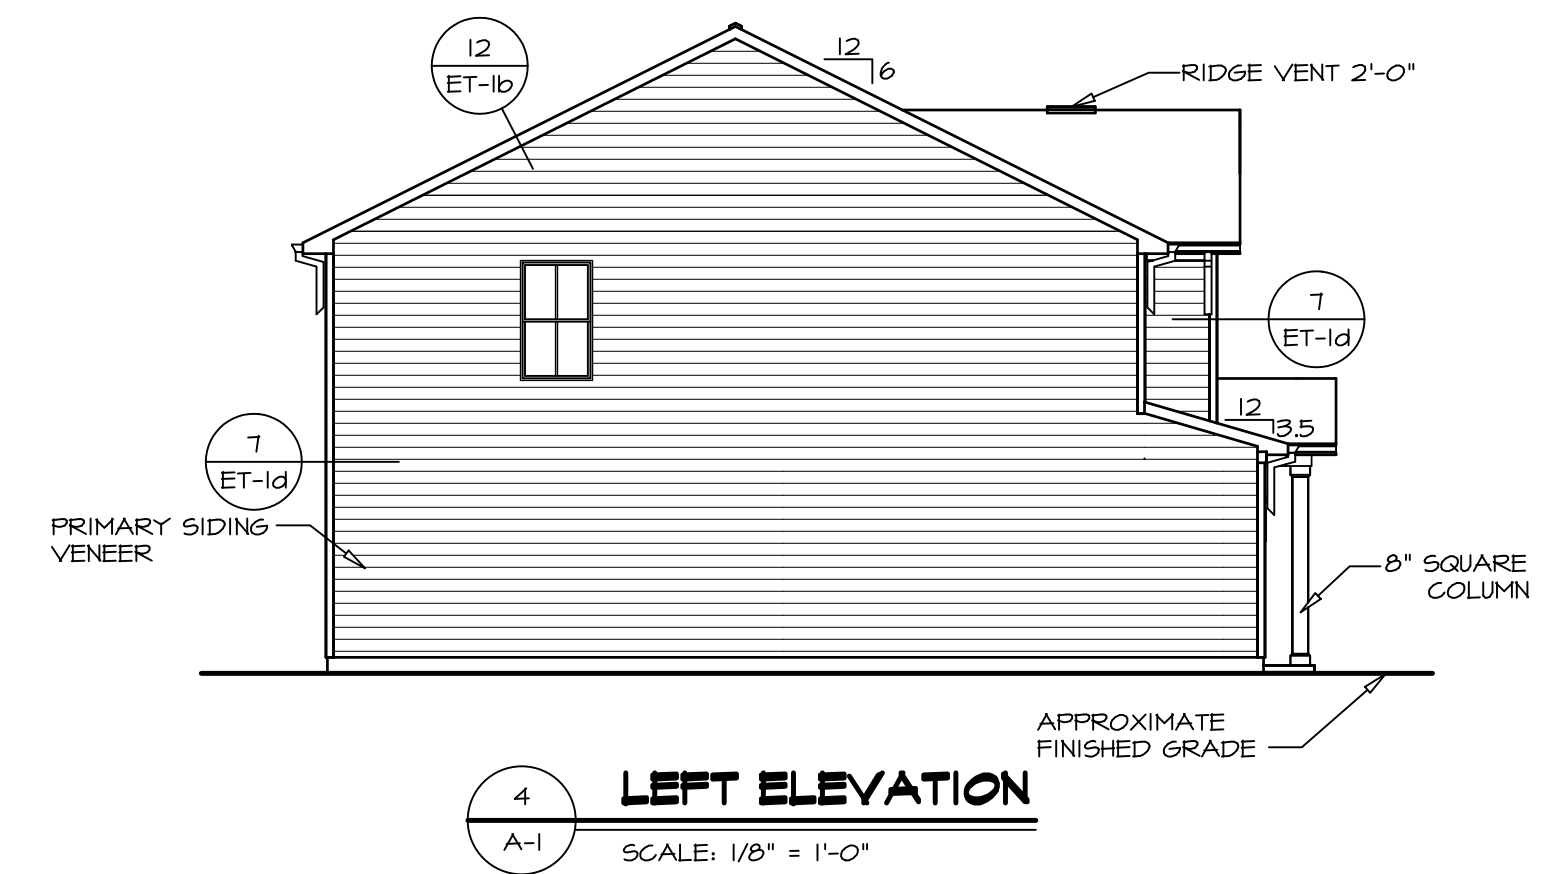 12
ET-1b
12
6
RIDGE VENT 2'-0"
7
ET-1d
12
3.5
7
ET-1d
PRIMARY SIDING
VENEER
8" SQUARE
COLUMN
APPROXIMATE
FINISHED GRADE
4
A-1
LEFT ELEVATION
SCALE: 1/8" = 1'-0"